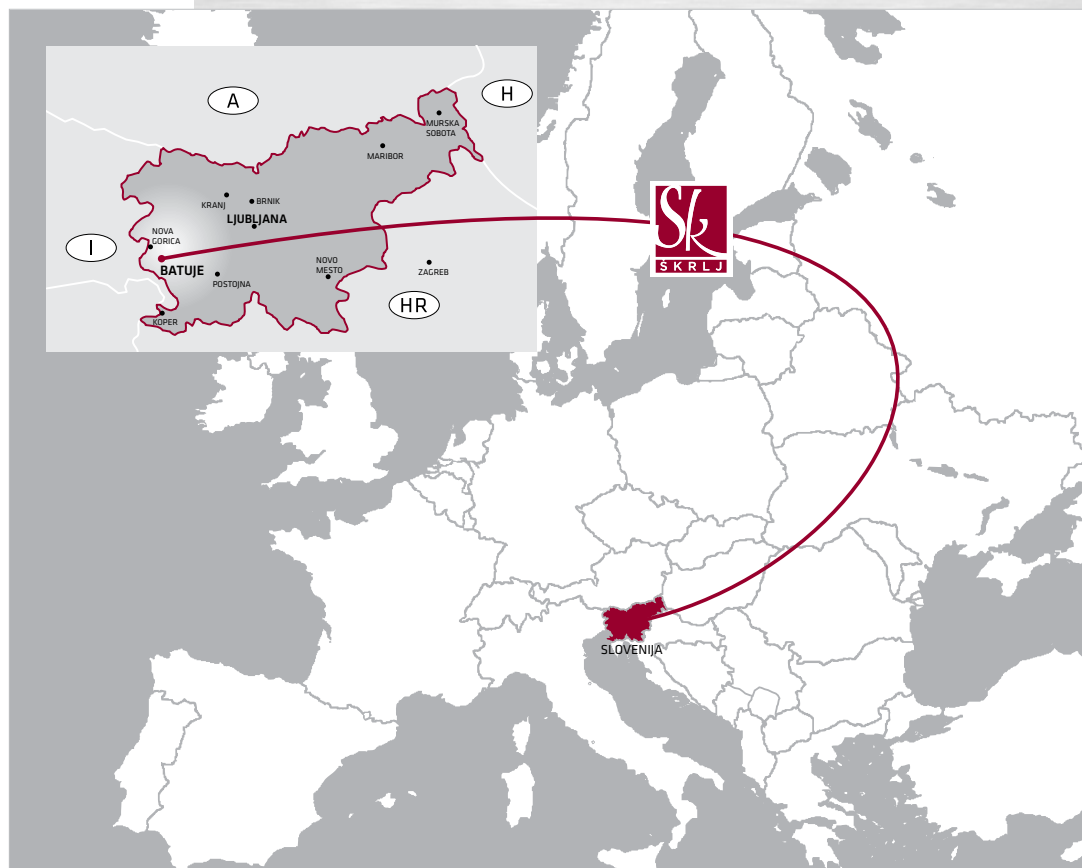 A
H
MURSKA
SOBOTA
MARIBOR
KRANJ
BRNIK
LJUBLJANA
I
NOVA
GORICA
BATUJE
POSTOJNA
NOVO
MESTO
ZAGREB
HR
KOPER
Sk
ŠKRLJ
SLOVENIJA